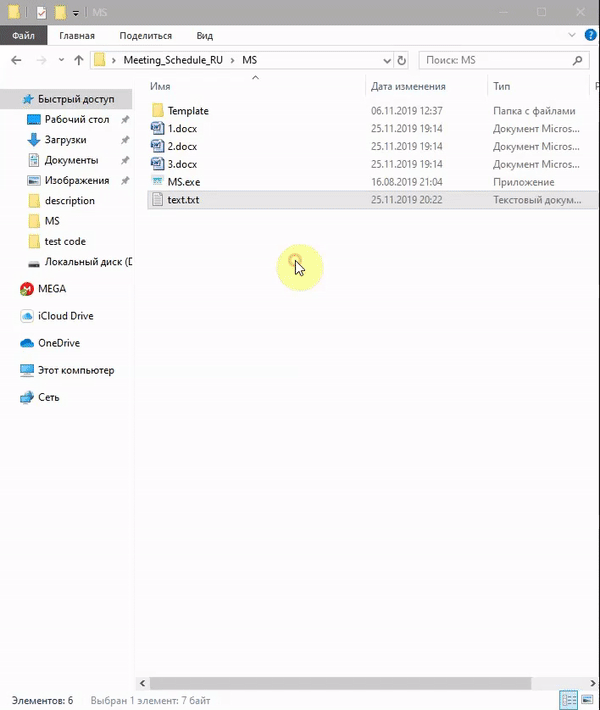 MS
Файл Главная Поделиться Вид
Meeting_Schedule_RU > MS Поиск: MS
Имя Дата изменения Тип
Быстрый доступ
Рабочий стол
Загрузки
Документы
Изображения
description
MS
test code
Локальный диск (D
MEGA
iCloud Drive
OneDrive
Этот компьютер
Сеть
Template 06.11.2019 12:37 Папка с файлами
1.docx 25.11.2019 19:14 Документ Micros...
2.docx 25.11.2019 19:14 Документ Micros...
3.docx 25.11.2019 19:14 Документ Micros...
MS.exe 16.08.2019 21:04 Приложение
text.txt 25.11.2019 20:22 Текстовый докум...
Элементов: 6 Выбран 1 элемент: 7 байт